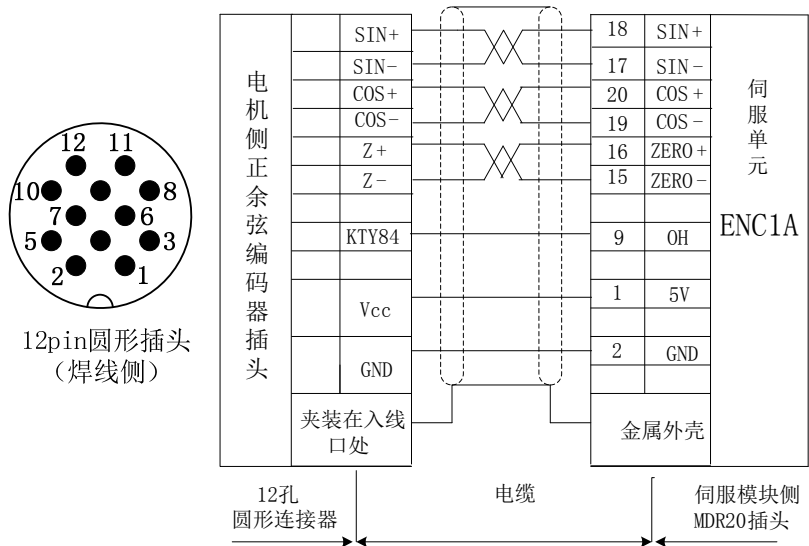 12 11
10 8
7 6
5 3
2 1
12pin圆形插头
(焊线侧)
电机侧正余弦编码器插头
SIN+
SIN-
COS+
COS-
Z+
Z-
KTY84
Vcc
GND
夹装在入线
口处
18 SIN+
17 SIN-
20 COS+
19 COS-
16 ZERO+
15 ZERO-
9 OH
1 5V
2 GND
金属外壳
伺服单元
ENC1A
12孔
圆形连接器
电缆
伺服模块侧
MDR20插头